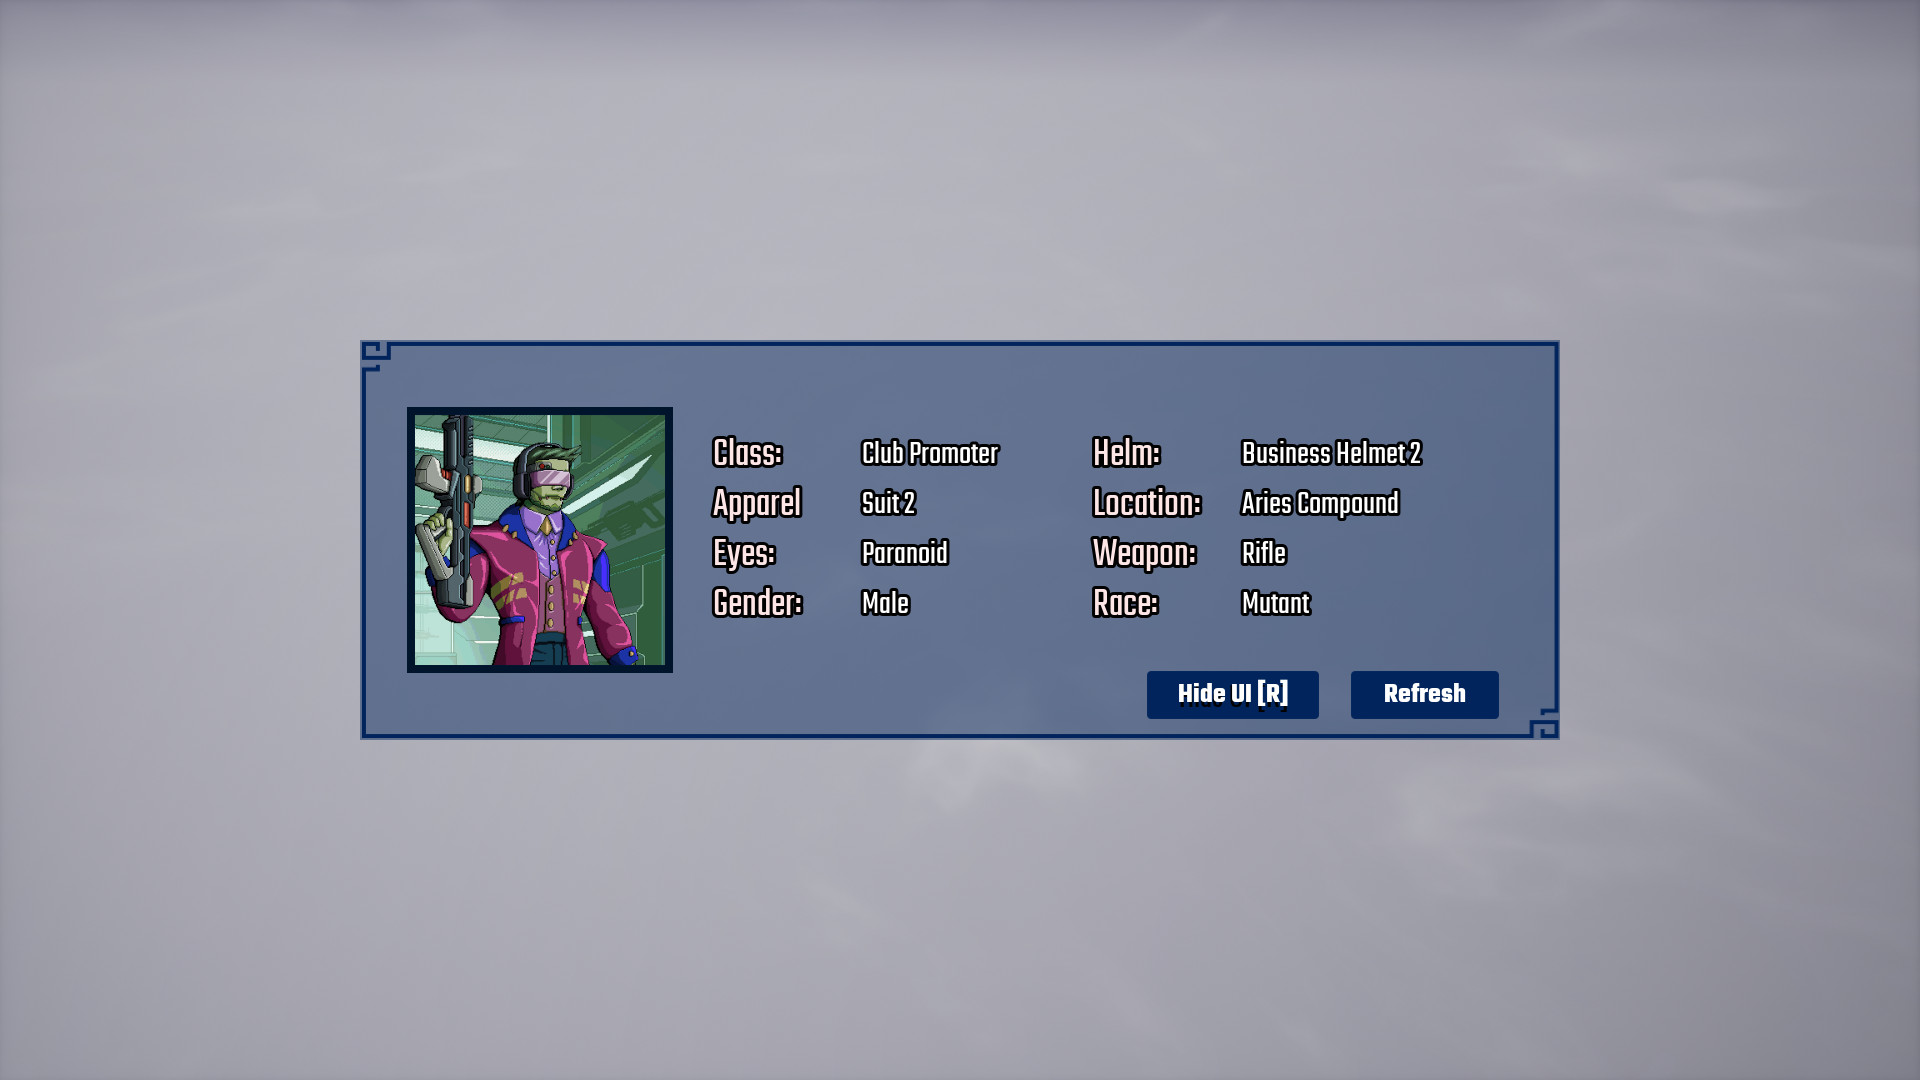 Class: Club Promoter Helm: Business Helmet 2
Apparel Suit 2 Location: Aries Compound
Eyes: Paranoid Weapon: Rifle
Gender: Male Race: Mutant
Hide UI [R] Refresh